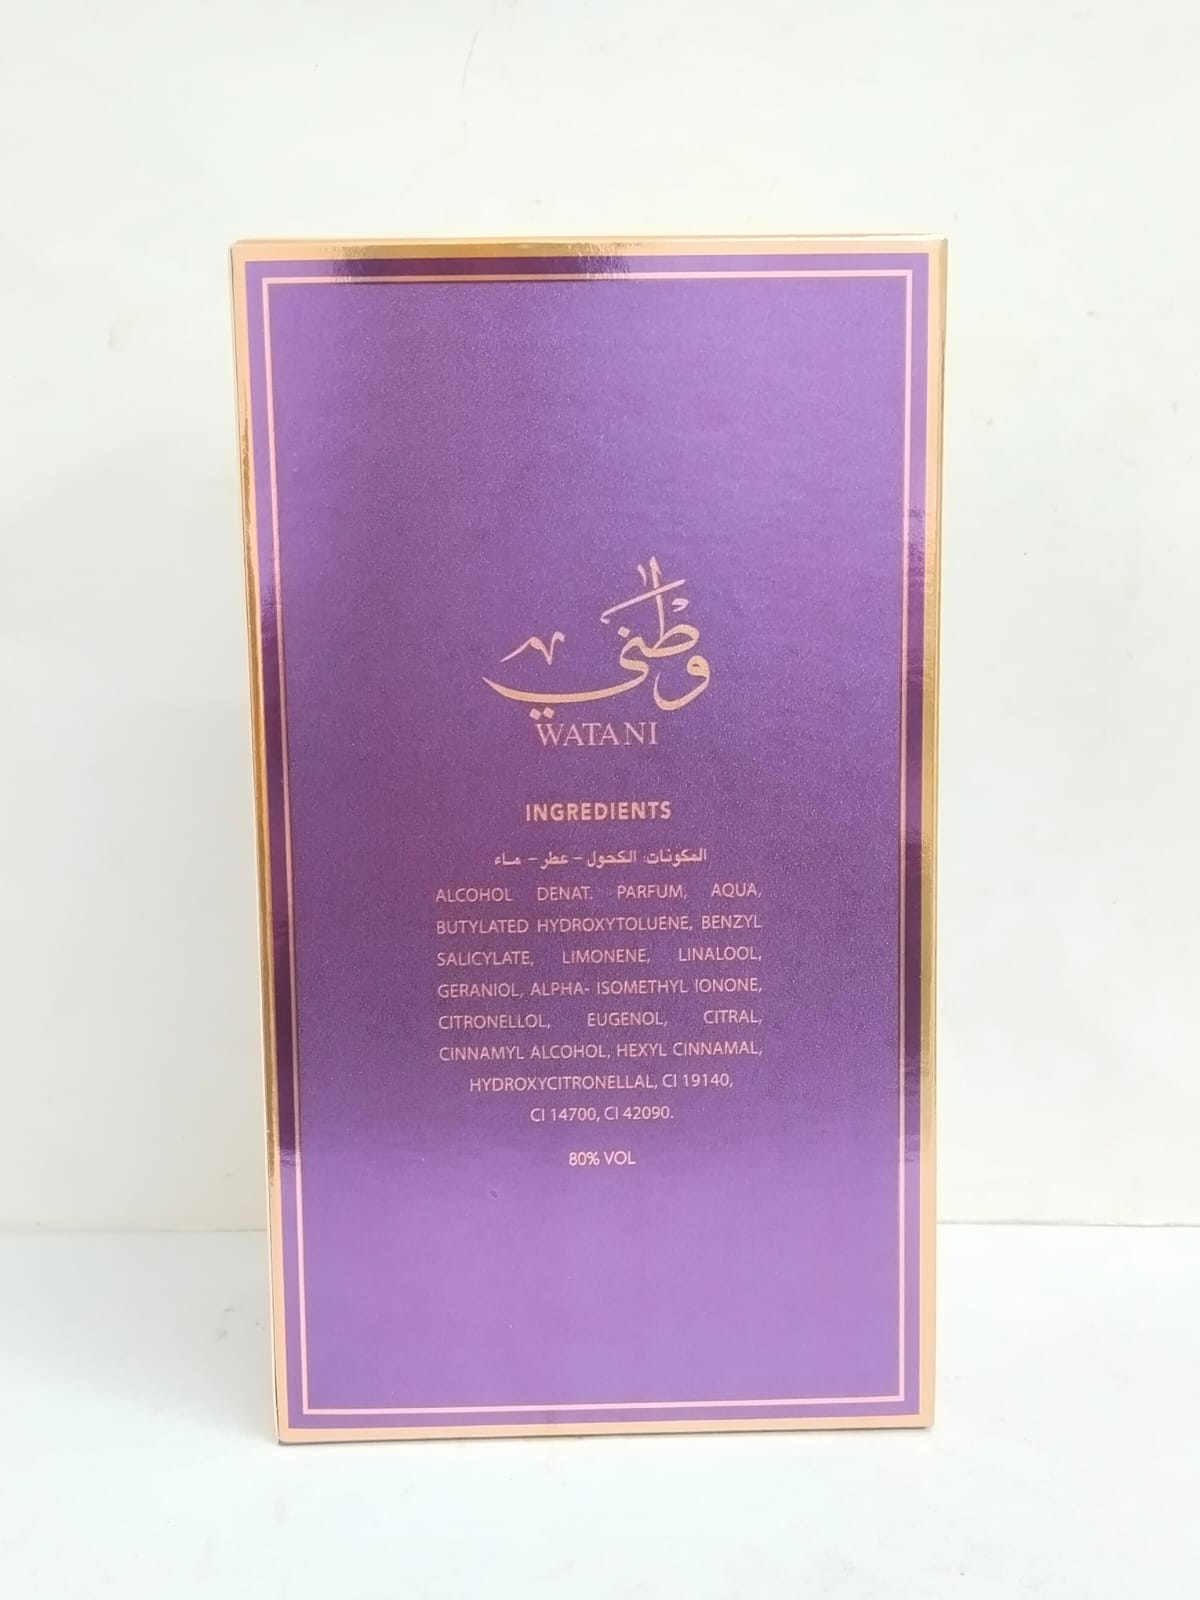 وطني
WATANI
INGREDIENTS
المكونات: الكحول - عطر - ماء
ALCOHOL DENAT. PARFUM, AQUA,
BUTYLATED HYDROXYTOLUENE, BENZYL
SALICYLATE, LIMONENE, LINALOOL,
GERANIOL, ALPHA- ISOMETHYL IONONE,
CITRONELLOL, EUGENOL, CITRAL,
CINNAMYL ALCOHOL, HEXYL CINNAMAL,
HYDROXYCITRONELLAL, CI 19140,
CI 14700, CI 42090.
80% VOL